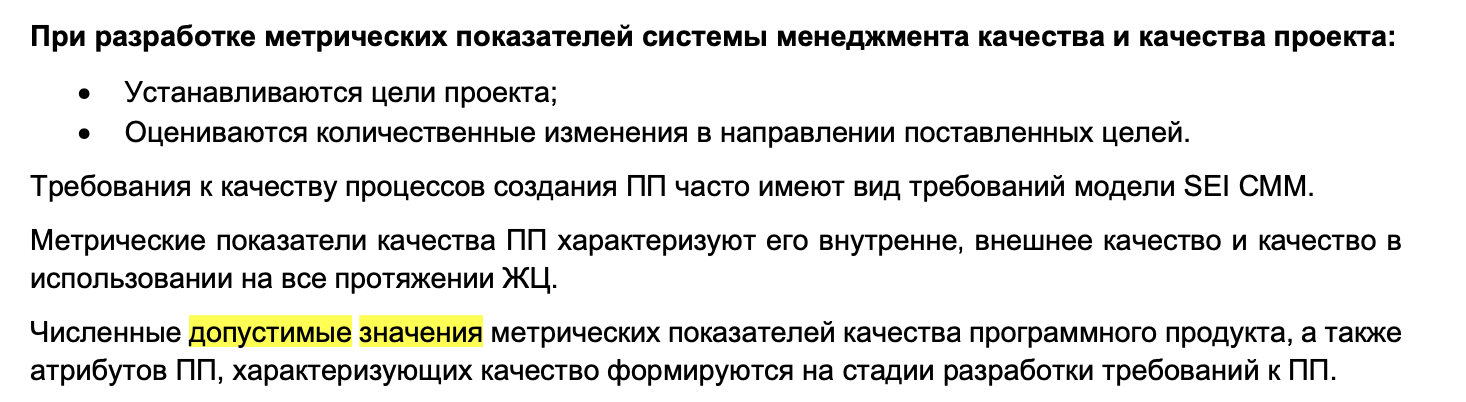 При разработке метрических показателей системы менеджмента качества и качества проекта:
• Устанавливаются цели проекта;
• Оцениваются количественные изменения в направлении поставленных целей.
Требования к качеству процессов создания ПП часто имеют вид требований модели SEI CMM.
Метрические показатели качества ПП характеризуют его внутренне, внешнее качество и качество в
использовании на все протяжении ЖЦ.
Численные допустимые значения метрических показателей качества программного продукта, а также
атрибутов ПП, характеризующих качество формируются на стадии разработки требований к ПП.